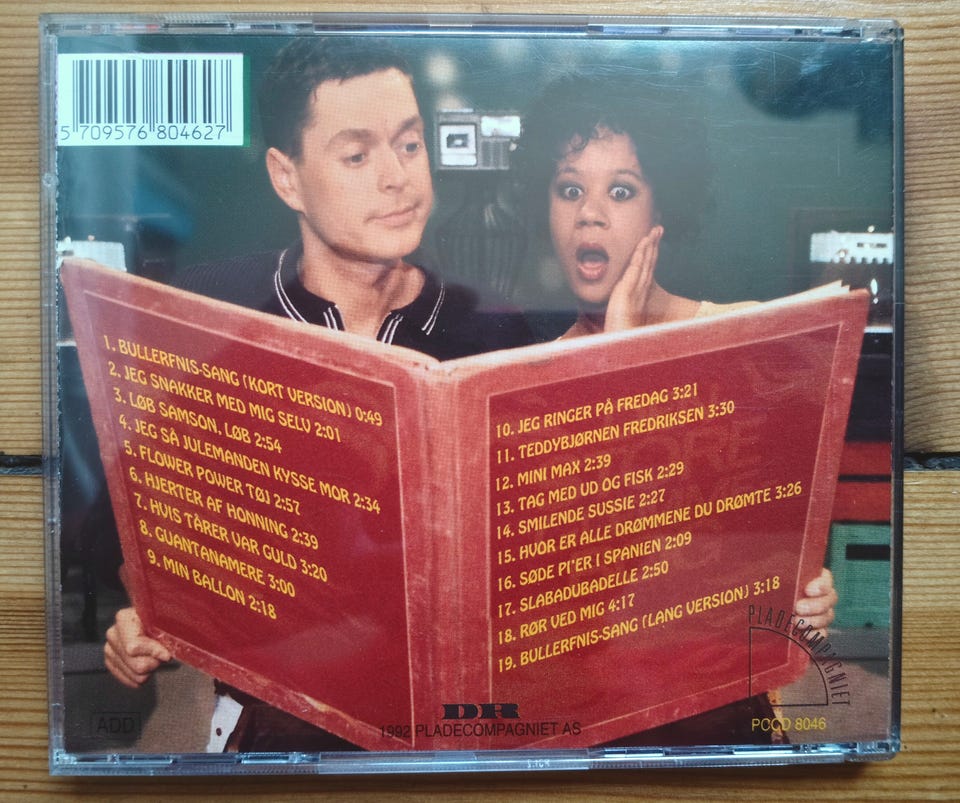 5 709576 804627
1. BULLERFNIS-SANG (KORT VERSION) 0:49
2. JEG SNAKKER MED MIG SELV 2:01
3. LØB SAMSON, LØB 2:54
4. JEG SÅ JULEMANDEN KYSSE MOR 2:34
5. FLOWER POWER TØJ 2:57
6. HJERTER AF HONNING 2:39
7. HVIS TÅRER VAR GULD 3:20
8. GUANTANAMERE 3:00
9. MIN BALLON 2:18
10. JEG RINGER PÅ FREDAG 3:21
11. TEDDYBJØRNEN FREDRIKSEN 3:30
12. MINI MAX 2:39
13. TAG MED UD OG FISK 2:29
14. SMILENDE SUSSIE 2:27
15. HVOR ER ALLE DRØMMENE DU DRØMTE 3:26
16. SØDE PI'ER I SPANIEN 2:09
17. SLABADUBADELLE 2:50
18. RØR VED MIG 4:17
19. BULLERFNIS-SANG (LANG VERSION) 3:18
PLADECOMPAGNIET
ADD
DR
1992 PLADECOMPAGNIET AS
PCCD 8046